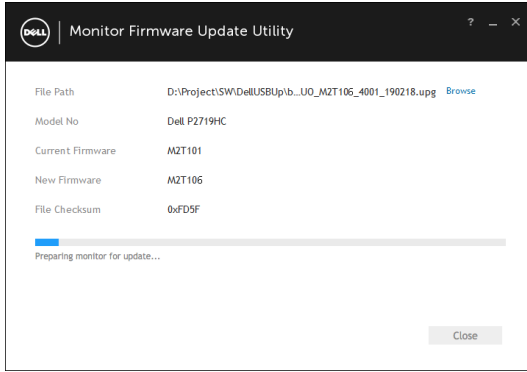 DELL
Monitor Firmware Update Utility
? _ ×
File Path D:\Project\SW\DellUSBUp\b...UO_M2T106_4001_190218.upg Browse
Model No Dell P2719HC
Current Firmware M2T101
New Firmware M2T106
File Checksum 0xFD5F
Preparing monitor for update...
Close